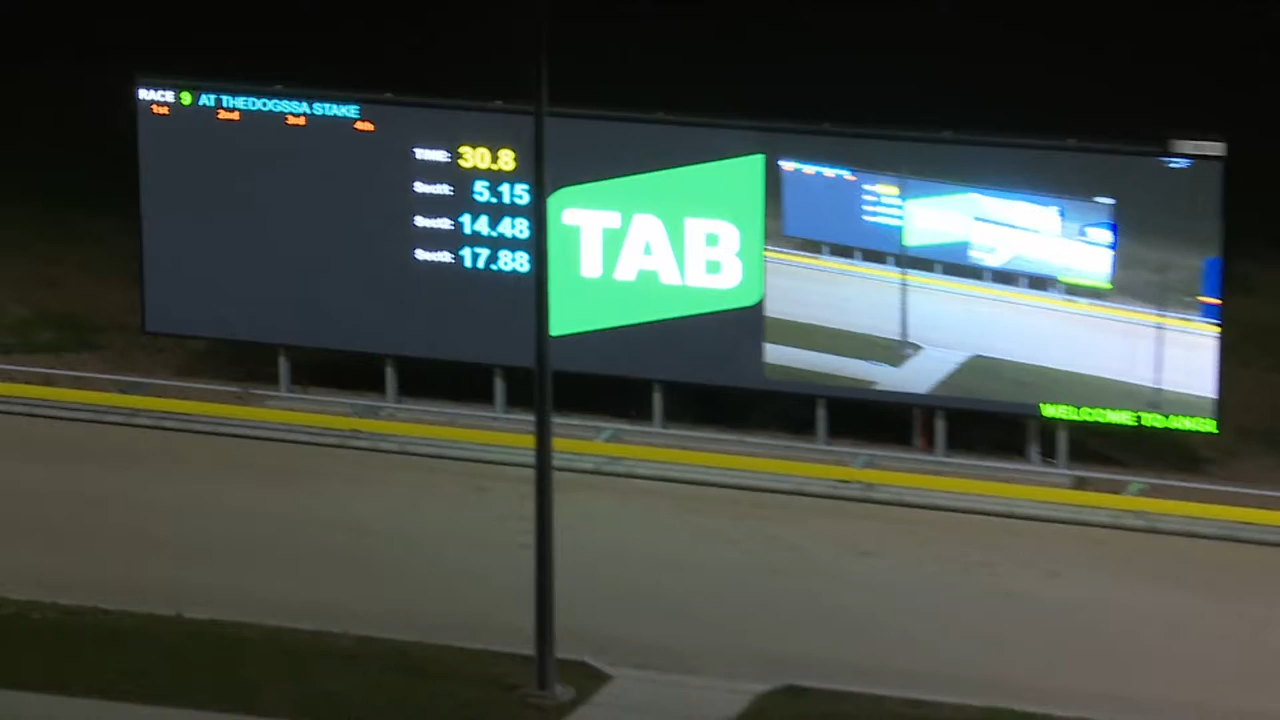 RACE 9 AT THEDOGSSA STAKE
1st 2nd 3rd 4th
TIME: 30.8
Sect1: 5.15
Sect2: 14.48
Sect3: 17.88
TAB
WELCOME TO